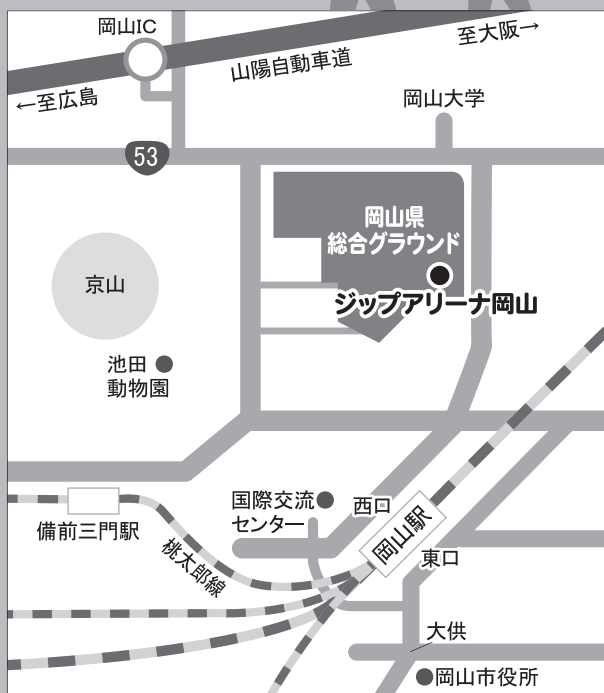 岡山IC
至大阪→
山陽自動車道
←至広島
岡山大学
53
岡山県
総合グラウンド
京山
ジップアリーナ岡山
池田
動物園
国際交流
センター
西口
岡山駅
備前三門駅
桃太郎線
東口
大供
岡山市役所